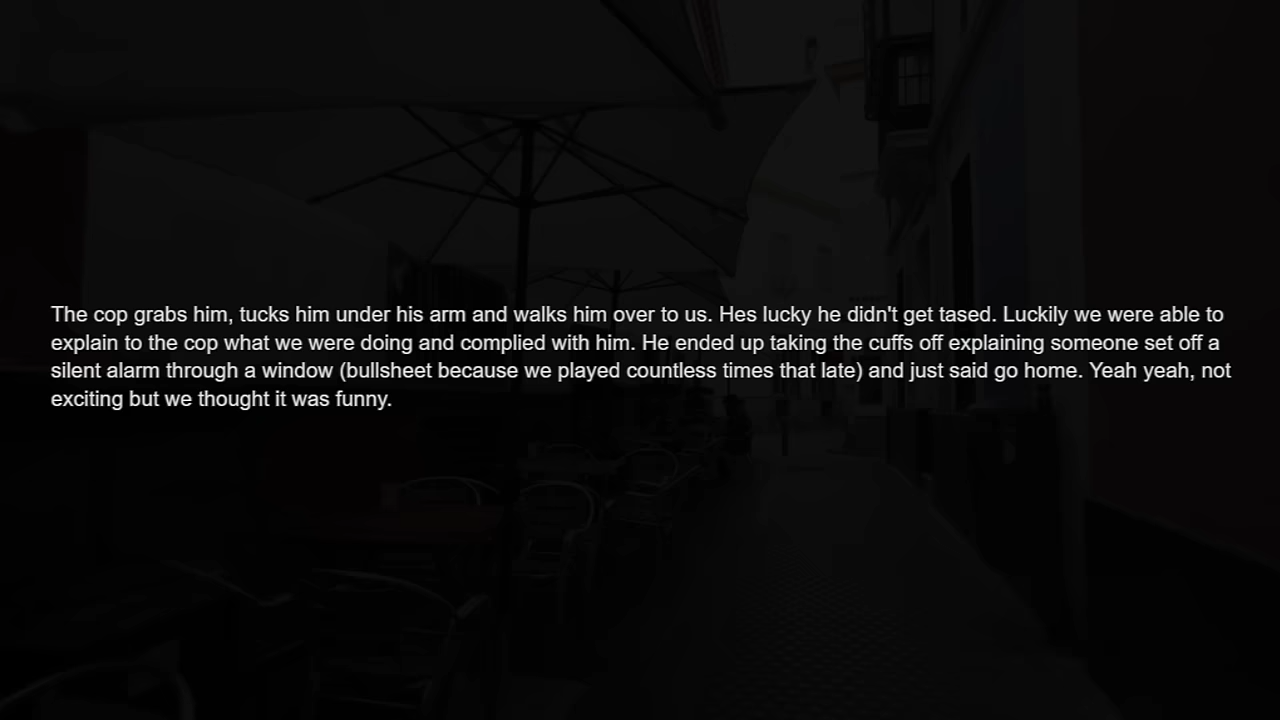 The cop grabs him, tucks him under his arm and walks him over to us. Hes lucky he didn't get tased. Luckily we were able to
explain to the cop what we were doing and complied with him. He ended up taking the cuffs off explaining someone set off a
silent alarm through a window (bullsheet because we played countless times that late) and just said go home. Yeah yeah, not
exciting but we thought it was funny.